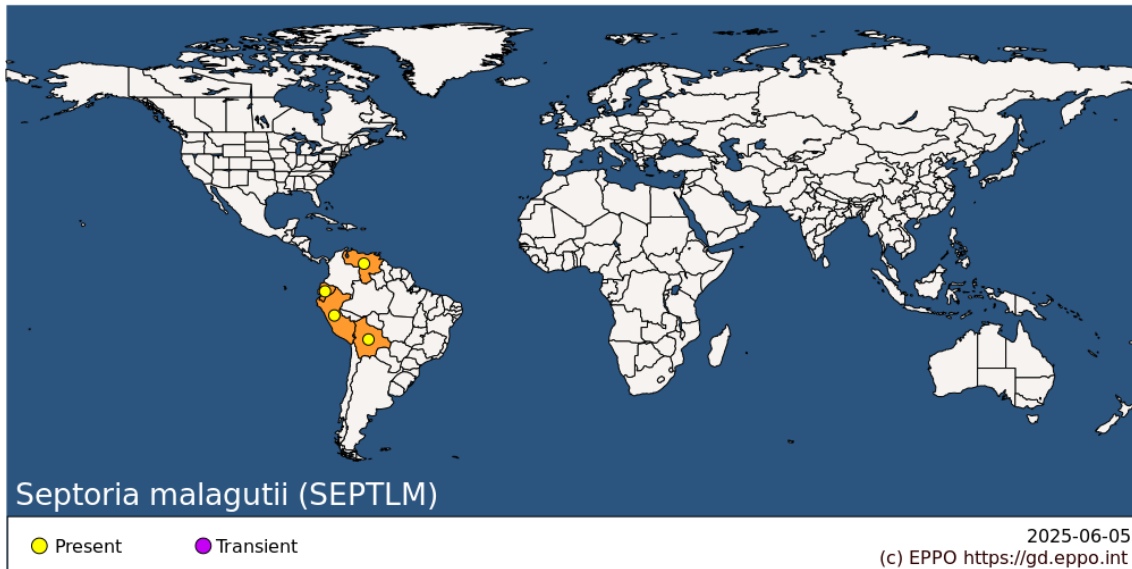 Septoria malagutii (SEPTLM)
Present
Transient
2025-06-05
(c) EPPO https://gd.eppo.int